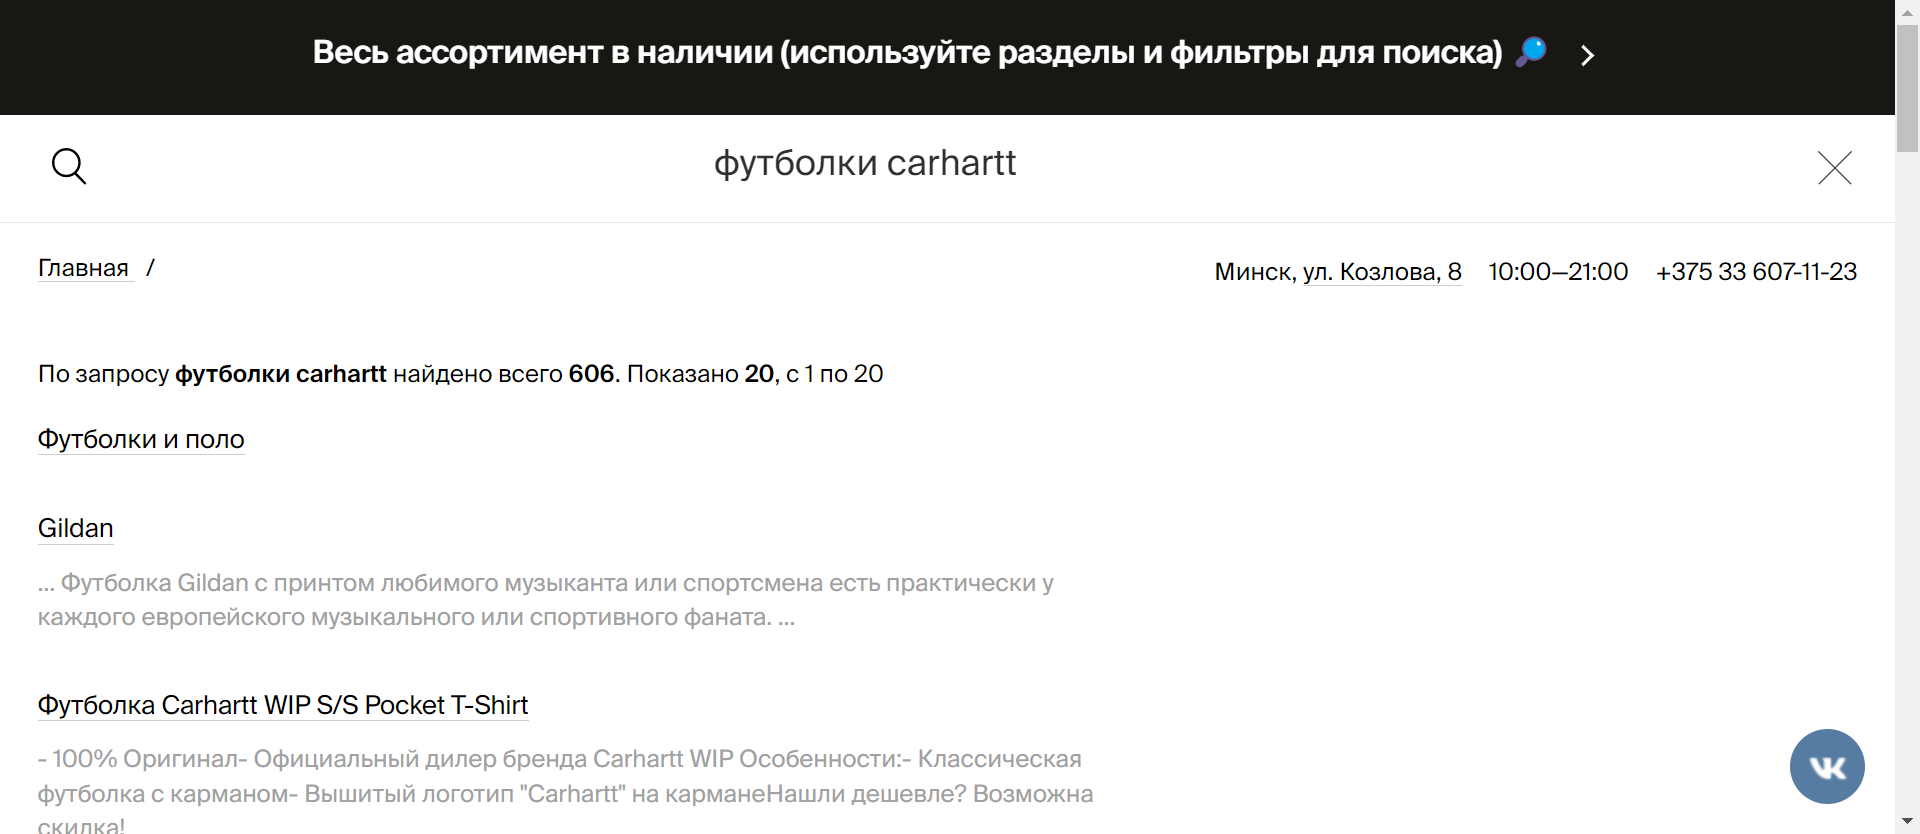 Весь ассортимент в наличии (используйте разделы и фильтры для поиска) 🔎
футболки carhartt
Главная /
Минск, ул. Козлова, 8 10:00—21:00 +375 33 607-11-23
По запросу футболки carhartt найдено всего 606. Показано 20, с 1 по 20
Футболки и поло
Gildan
... Футболка Gildan с принтом любимого музыканта или спортсмена есть практически у
каждого европейского музыкального или спортивного фаната. ...
Футболка Carhartt WIP S/S Pocket T-Shirt
- 100% Оригинал- Официальный дилер бренда Carhartt WIP Особенности:- Классическая
футболка с карманом- Вышитый логотип "Carhartt" на карманеНашли дешевле? Возможна
скидка!